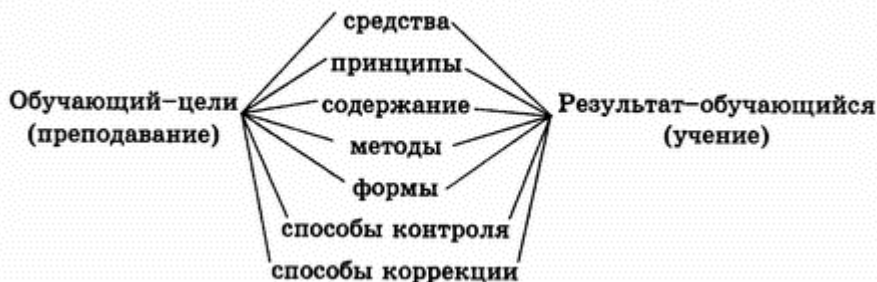 средства
принципы
Обучающий–цели
(преподавание)
содержание
методы
формы
способы контроля
способы коррекции
Результат–обучающийся
(учение)